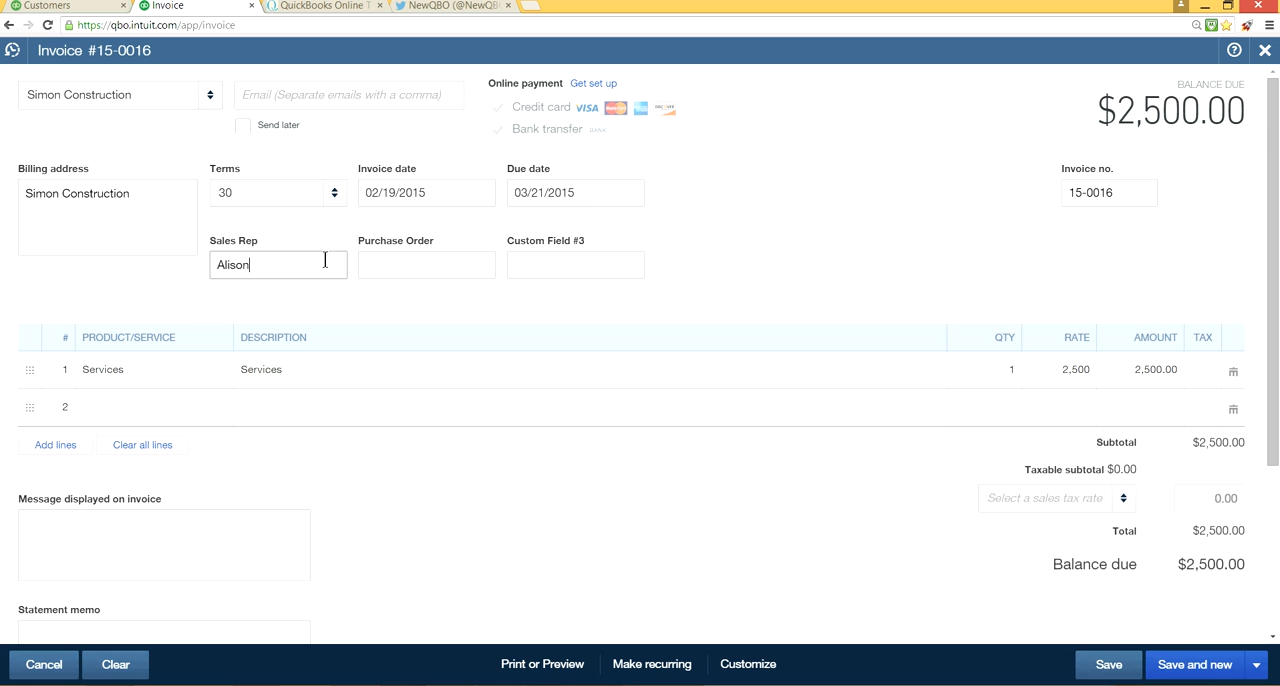 Customers
Invoice
QuickBooks Online T
NewQBO (@NewQB
https://qbo.intuit.com/app/invoice
Invoice #15-0016
Simon Construction
Email (Separate emails with a comma)
Send later
Online payment Get set up
Credit card VISA
Bank transfer BANK
BALANCE DUE
$2,500.00
Billing address
Simon Construction
Terms
30
Invoice date
02/19/2015
Due date
03/21/2015
Invoice no.
15-0016
Sales Rep
Alison
Purchase Order
Custom Field #3
# PRODUCT/SERVICE DESCRIPTION QTY RATE AMOUNT TAX
1 Services Services 1 2,500 2,500.00
2
Add lines Clear all lines
Subtotal $2,500.00
Taxable subtotal $0.00
Select a sales tax rate 0.00
Total $2,500.00
Balance due $2,500.00
Message displayed on invoice
Statement memo
Cancel Clear Print or Preview Make recurring Customize Save Save and new